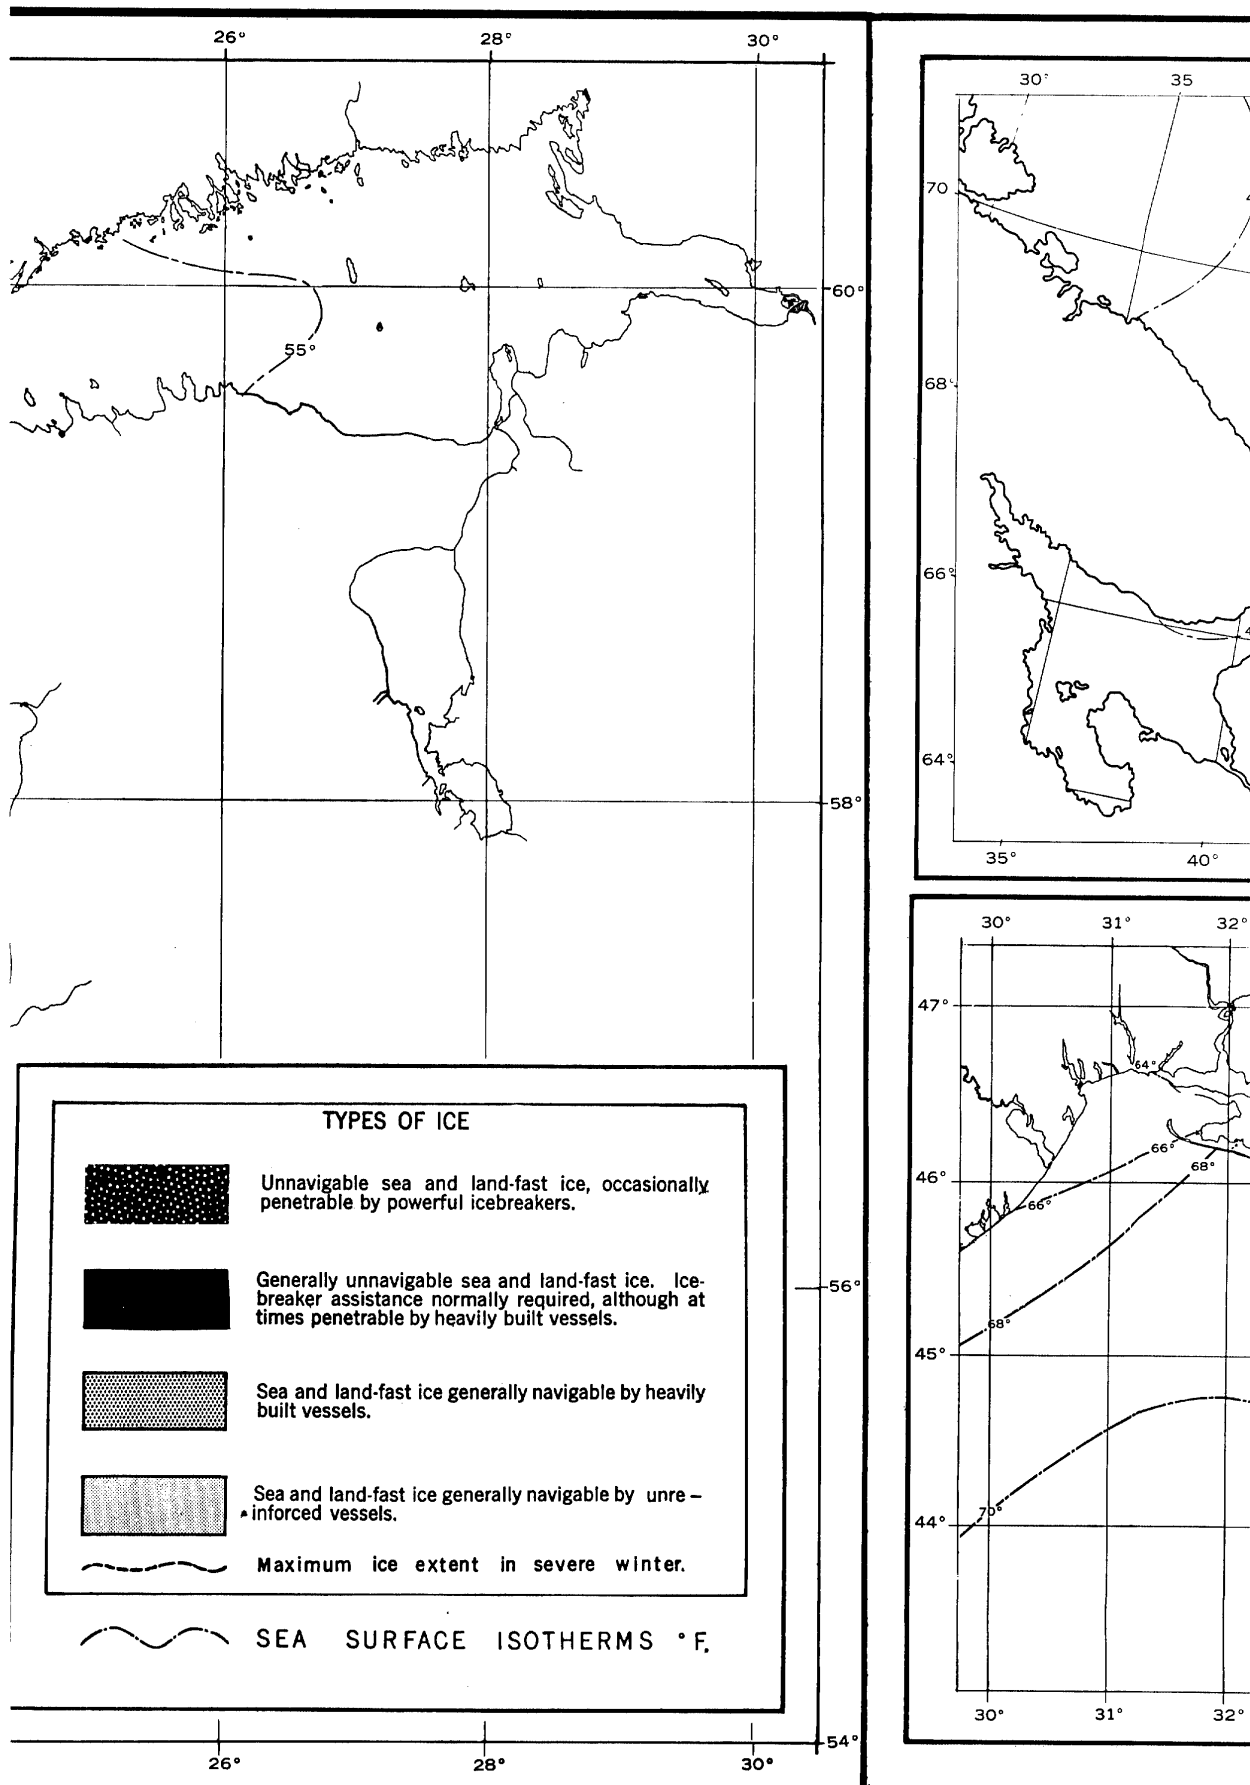 26° 28° 30°
60°
55°
58°
56°
54°
26° 28° 30°
TYPES OF ICE
Unnavigable sea and land-fast ice, occasionally
penetrable by powerful icebreakers.
Generally unnavigable sea and land-fast ice. Ice-
breaker assistance normally required, although at
times penetrable by heavily built vessels.
Sea and land-fast ice generally navigable by heavily
built vessels.
Sea and land-fast ice generally navigable by unre-
inforced vessels.
Maximum ice extent in severe winter.
SEA SURFACE ISOTHERMS °F.
30° 35
70
68°
66°
64°
35° 40°
30° 31° 32°
47°
64°
66°
68°
46°
66°
68°
45°
70°
44°
30° 31° 32°